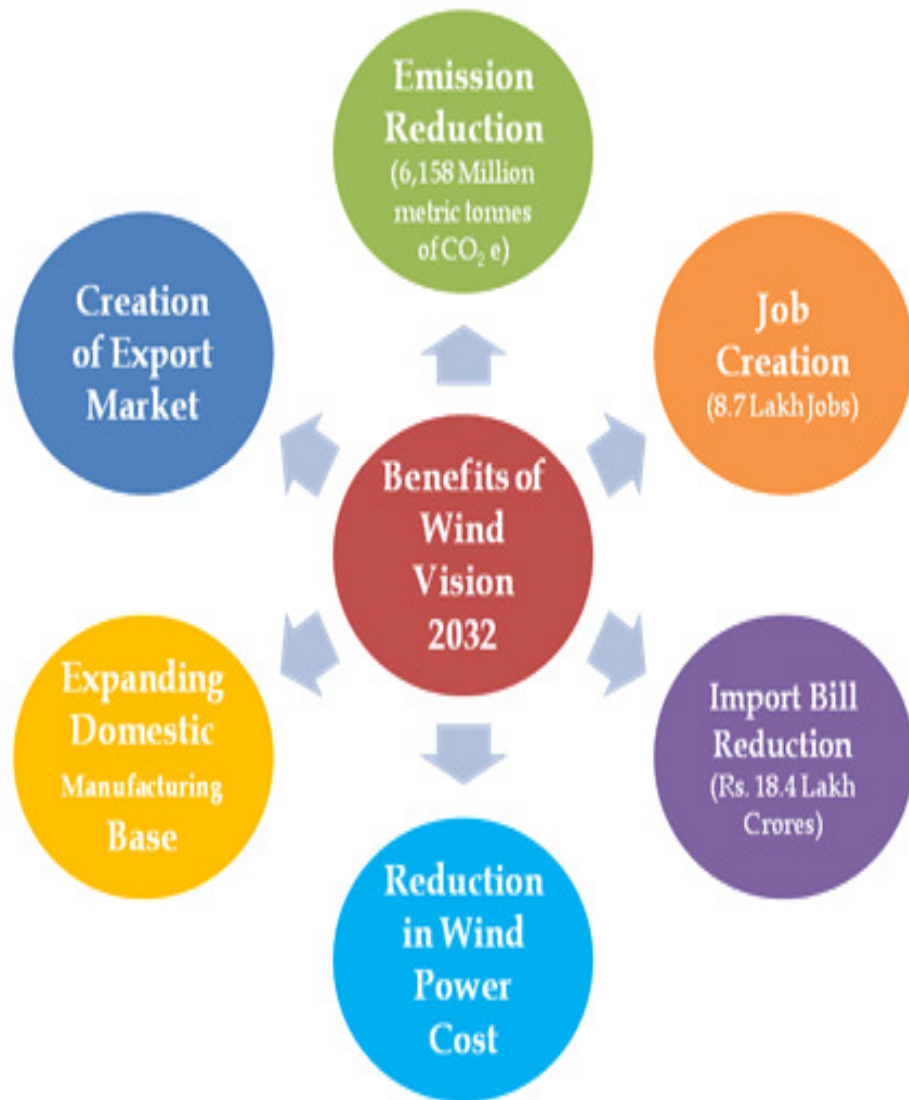 Emission
Reduction
(6,158 Million
metric tonnes
of CO₂ e)
Creation
of Export
Market
Job
Creation
(8.7 Lakh Jobs)
Benefits of
Wind
Vision
2032
Expanding
Domestic
Manufacturing
Base
Import Bill
Reduction
(Rs. 18.4 Lakh
Crores)
Reduction
in Wind
Power
Cost